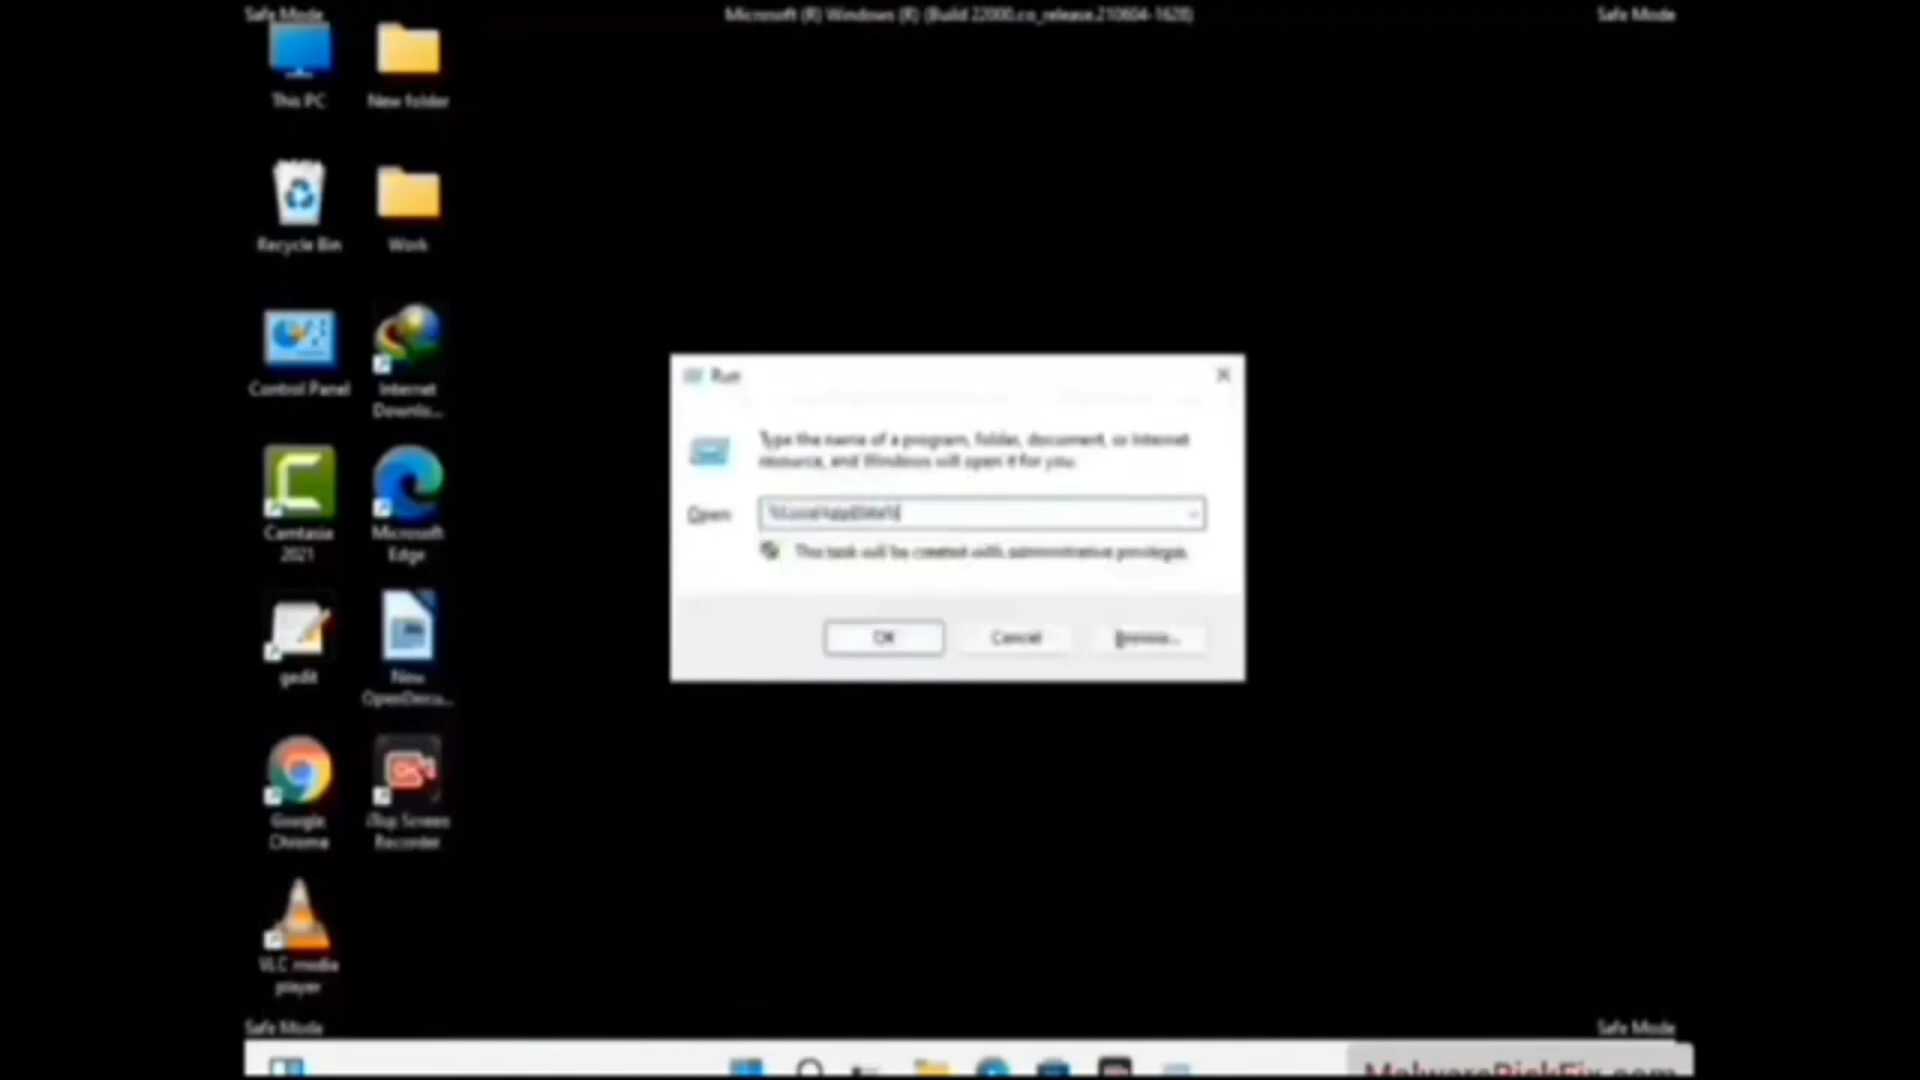 Safe Mode
Microsoft (R) Windows (R) (Build 22000.co_release.210604-1628)
Safe Mode
This PC
New folder
Recycle Bin
Work
Control Panel
Internet
Downlo...
Camtasia
2021
Microsoft
Edge
gedit
New
OpenDocu...
Google
Chrome
iTop Screen
Recorder
VLC media
player
Run
Type the name of a program, folder, document, or Internet
resource, and Windows will open it for you.
Open:
This task will be created with administrative privileges.
OK
Cancel
Browse...
Safe Mode
Safe Mode
MalwareRiskFix.com